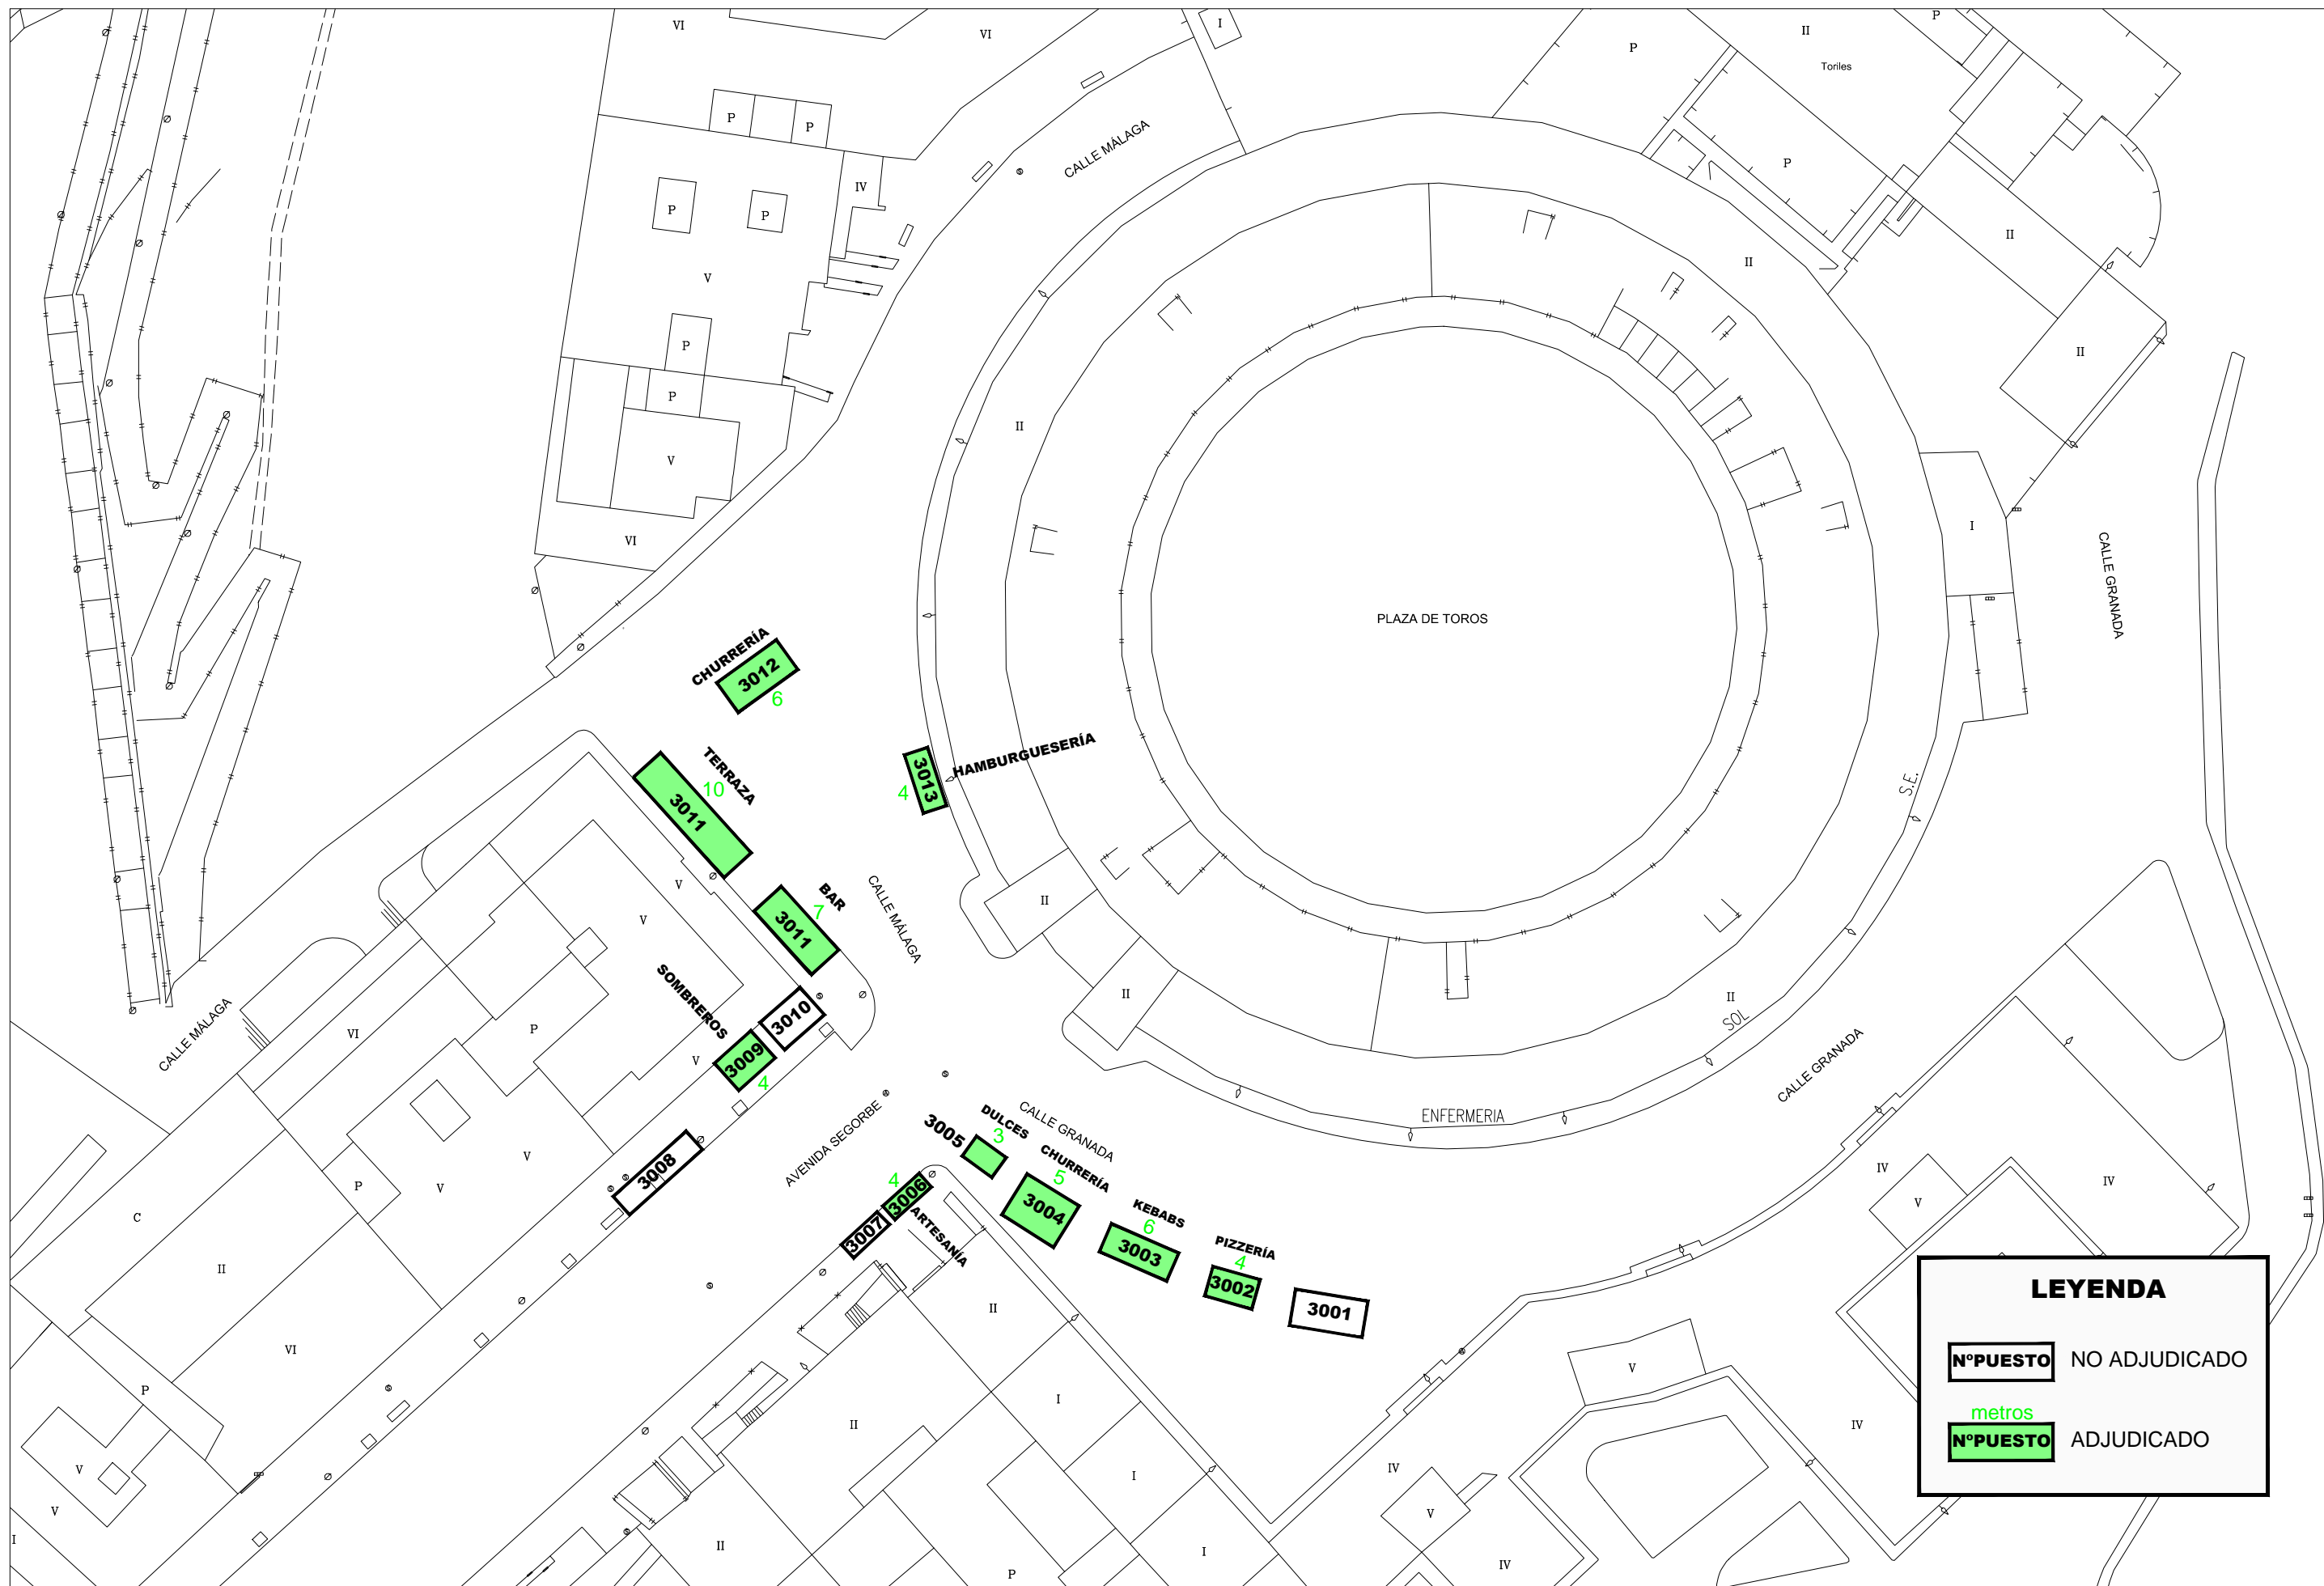 VI
VI
I
P
II
P
Toriles
P
P
CALLE MÁLAGA
P
IV
P
P
II
II
V
P
II
P
II
V
VI
I
CALLE GRANADA
PLAZA DE TOROS
CHURRERÍA
3012
6
TERRAZA
10
3011
HAMBURGUESERÍA
3013
4
S.E.
BAR
7
3011
CALLE MÁLAGA
V
V
II
II
II
SOL
SOMBREROS
3010
3009
4
V
CALLE MÁLAGA
VI
P
ENFERMERIA
CALLE GRANADA
AVENIDA SEGORBE
3005
DULCES
3
CALLE GRANADA
CHURRERÍA
5
3004
KEBABS
6
3003
PIZZERÍA
4
3002
3001
4
3006
ARTESANÍA
3007
3008
V
P
V
C
II
VI
P
V
V
I
II
I
II
I
II
I
P
IV
V
IV
V
IV
IV
V
IV
LEYENDA
NºPUESTO NO ADJUDICADO
metros
NºPUESTO ADJUDICADO